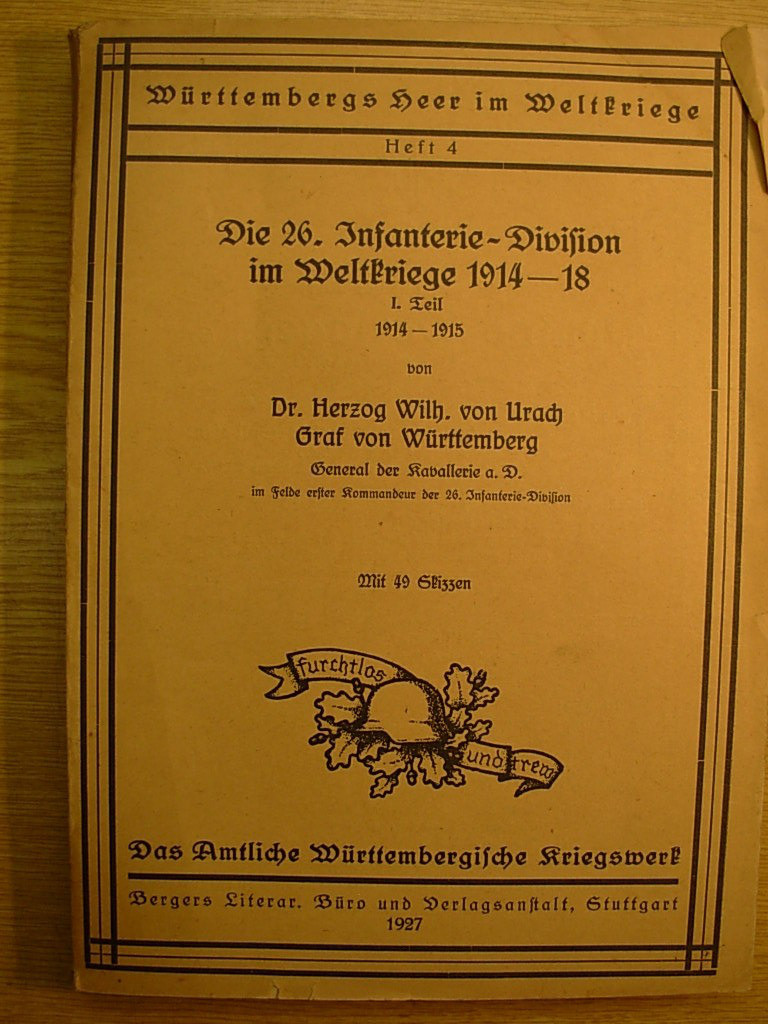 Württembergs Heer im Weltkriege
Heft 4
Die 26. Infanterie-Diviſion
im Weltkriege 1914—18
I. Teil
1914 — 1915
von
Dr. Herzog Wilh. von Urach
Graf von Württemberg
General der Kavallerie a. D.
im Felde erſter Kommandeur der 26. Infanterie-Diviſion
Mit 49 Skizzen
furchtlos
und trew
Das Amtliche Württembergiſche Kriegswerk
Bergers Literar. Büro und Verlagsanſtalt, Stuttgart
1927